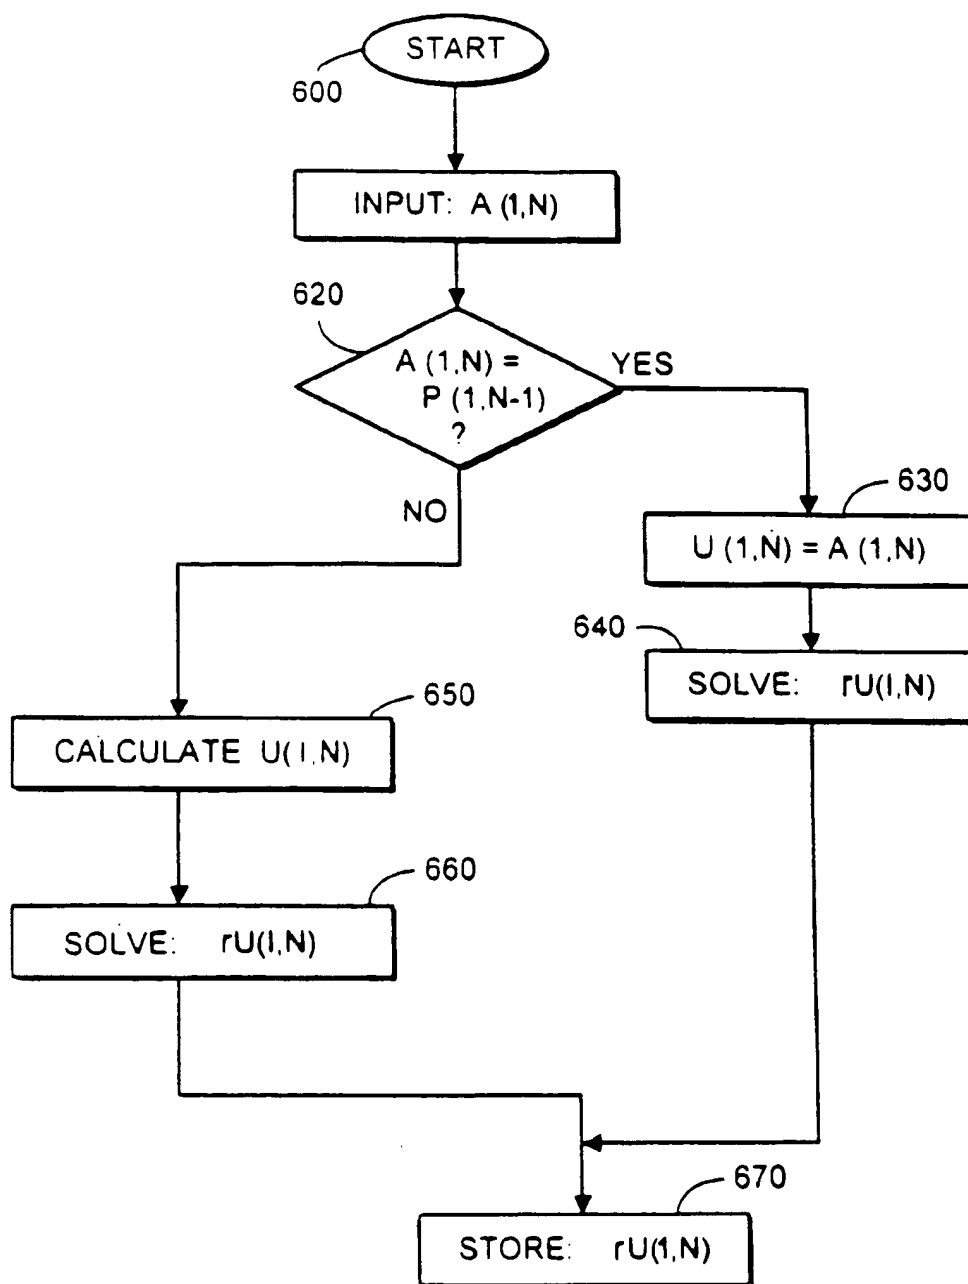 START
600
INPUT: A (1,N)
620
A (1,N) =
P (1,N-1)
?
YES
NO
630
U (1,N) = A (1,N)
640
SOLVE: rU(I,N)
650
CALCULATE U(I,N)
660
SOLVE: rU(I,N)
670
STORE: rU(1,N)